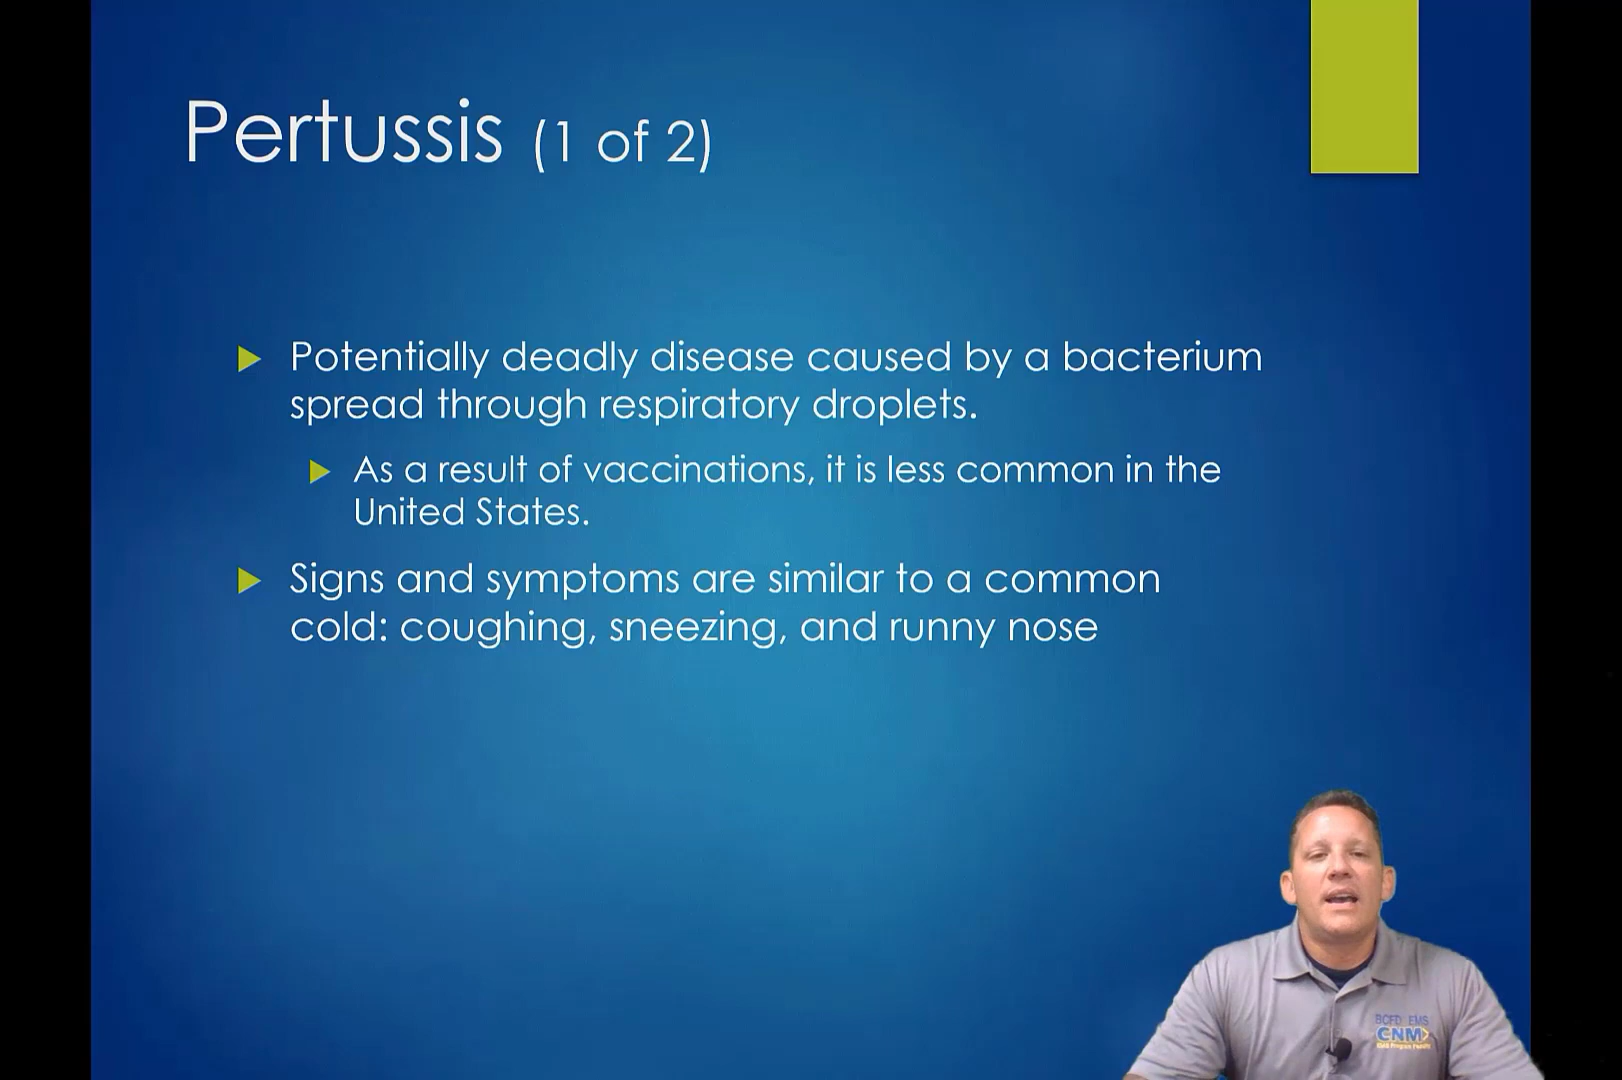 Pertussis (1 of 2)
Potentially deadly disease caused by a bacterium
spread through respiratory droplets.
As a result of vaccinations, it is less common in the
United States.
Signs and symptoms are similar to a common
cold: coughing, sneezing, and runny nose
BCFD EMS
CNM